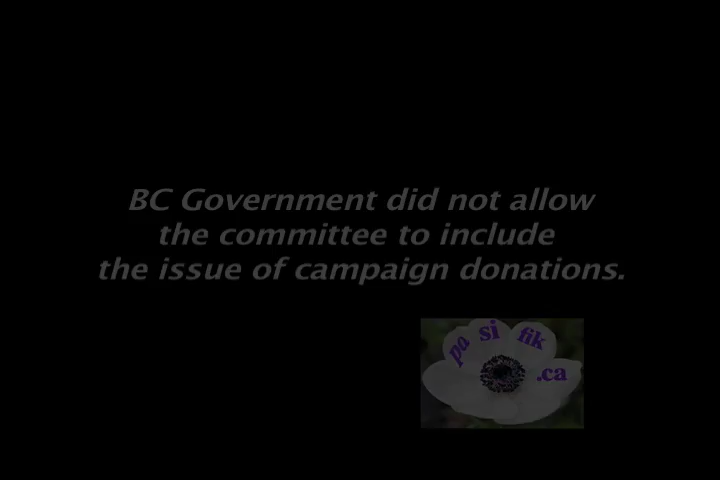 BC Government did not allow
the committee to include
the issue of campaign donations.
pa si fik
.ca